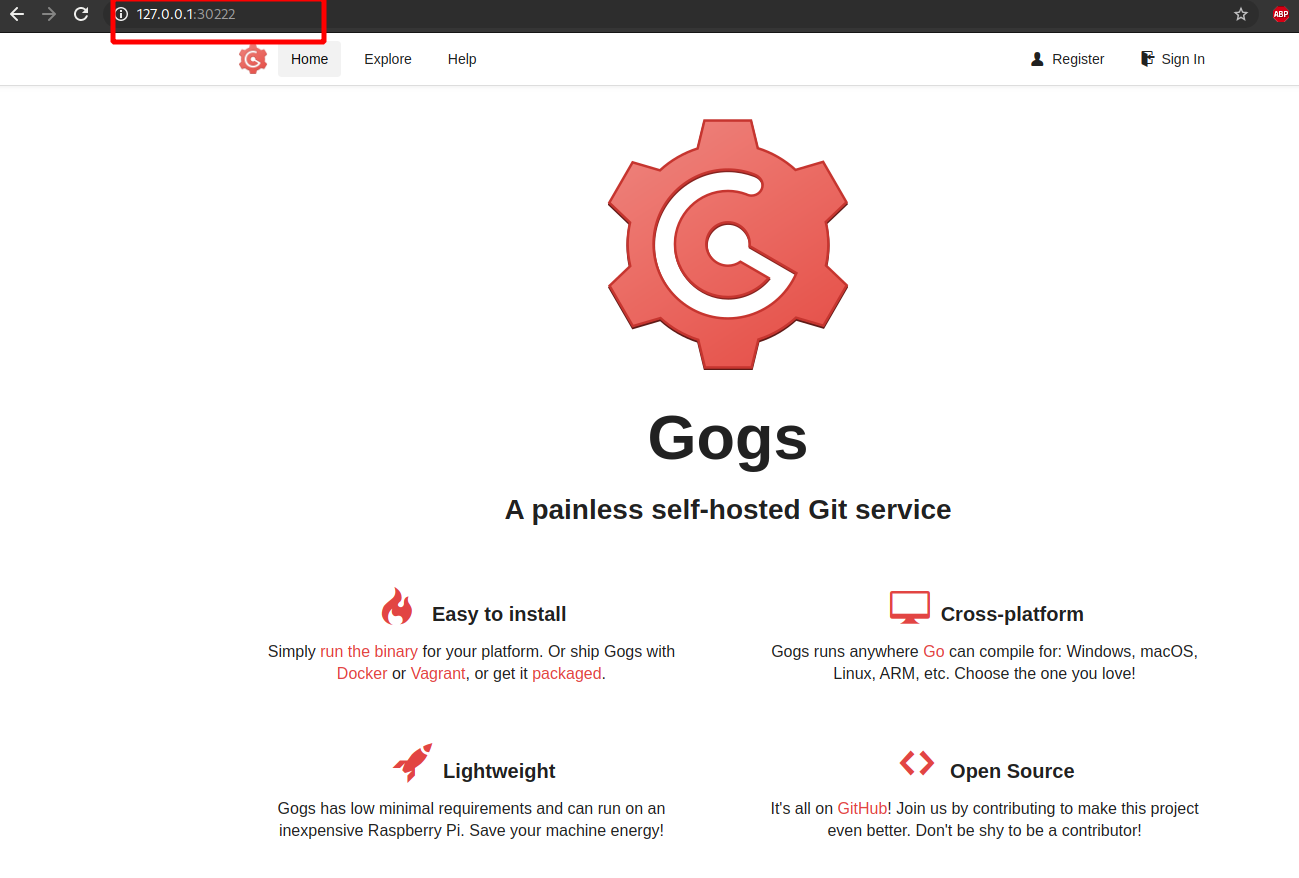 127.0.0.1:30222
ABP
Home Explore Help Register Sign In
Gogs
A painless self-hosted Git service
Easy to install
Simply run the binary for your platform. Or ship Gogs with
Docker or Vagrant, or get it packaged.
Cross-platform
Gogs runs anywhere Go can compile for: Windows, macOS,
Linux, ARM, etc. Choose the one you love!
Lightweight
Gogs has low minimal requirements and can run on an
inexpensive Raspberry Pi. Save your machine energy!
Open Source
It's all on GitHub! Join us by contributing to make this project
even better. Don't be shy to be a contributor!